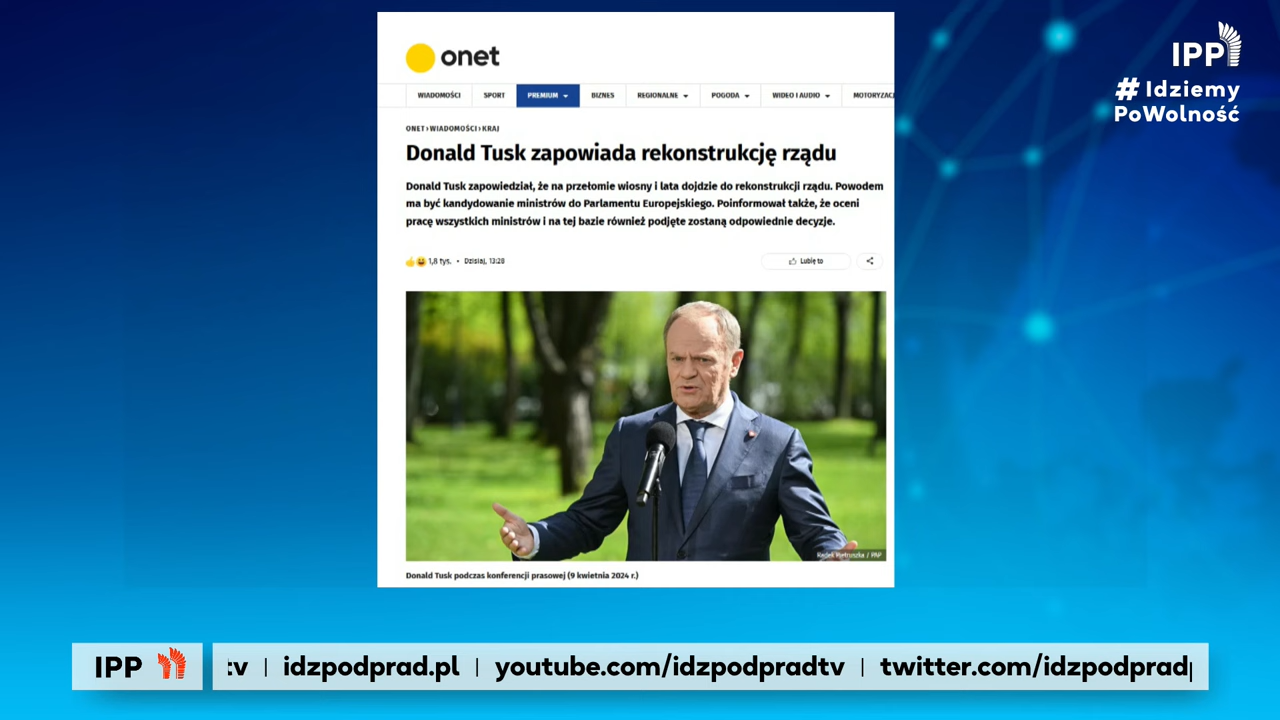 onet
WIADOMOŚCI SPORT PREMIUM BIZNES REGIONALNE POGODA WIDEO I AUDIO MOTORYZACJ
ONET › WIADOMOŚCI › KRAJ
Donald Tusk zapowiada rekonstrukcję rządu
Donald Tusk zapowiedział, że na przełomie wiosny i lata dojdzie do rekonstrukcji rządu. Powodem
ma być kandydowanie ministrów do Parlamentu Europejskiego. Poinformował także, że oceni
pracę wszystkich ministrów i na tej bazie również podjęte zostaną odpowiednie decyzje.
1,8 tys. • Dzisiaj, 13:28
Lubię to
Radek Pietruszka / PAP
Donald Tusk podczas konferencji prasowej (9 kwietnia 2024 r.)
IPP
# Idziemy
PoWolność
IPP
tv | idzpodprad.pl | youtube.com/idzpodpradtv | twitter.com/idzpodprad